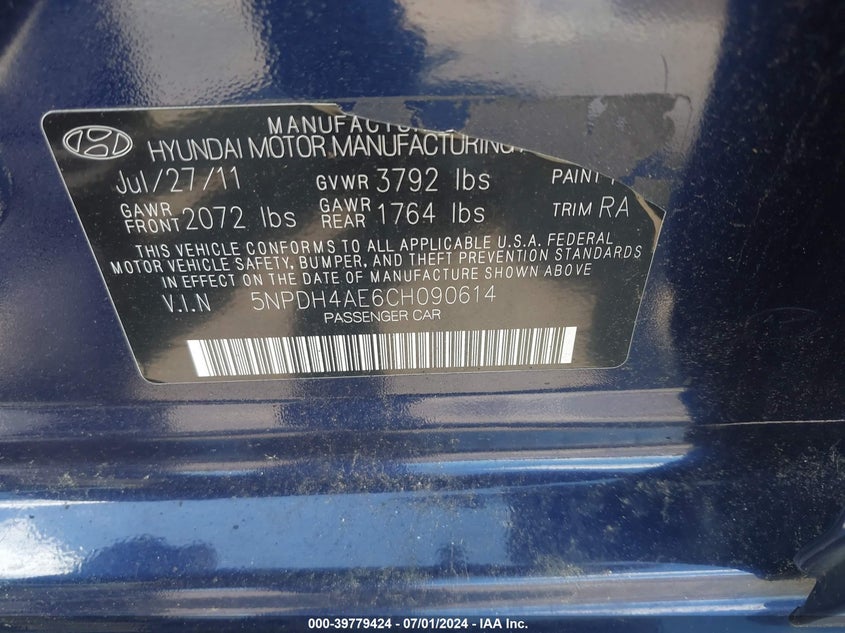 MANUFACTURED
HYUNDAI MOTOR MANUFACTURING
Jul/27/11 GVWR 3792 lbs PAINT
GAWR FRONT 2072 lbs GAWR REAR 1764 lbs TRIM RA
THIS VEHICLE CONFORMS TO ALL APPLICABLE U.S.A. FEDERAL
MOTOR VEHICLE SAFETY, BUMPER, AND THEFT PREVENTION STANDARDS
IN EFFECT ON THE DATE OF MANUFACTURE SHOWN ABOVE
V.I.N 5NPDH4AE6CH090614
PASSENGER CAR
000-39779424 - 07/01/2024 - IAA Inc.